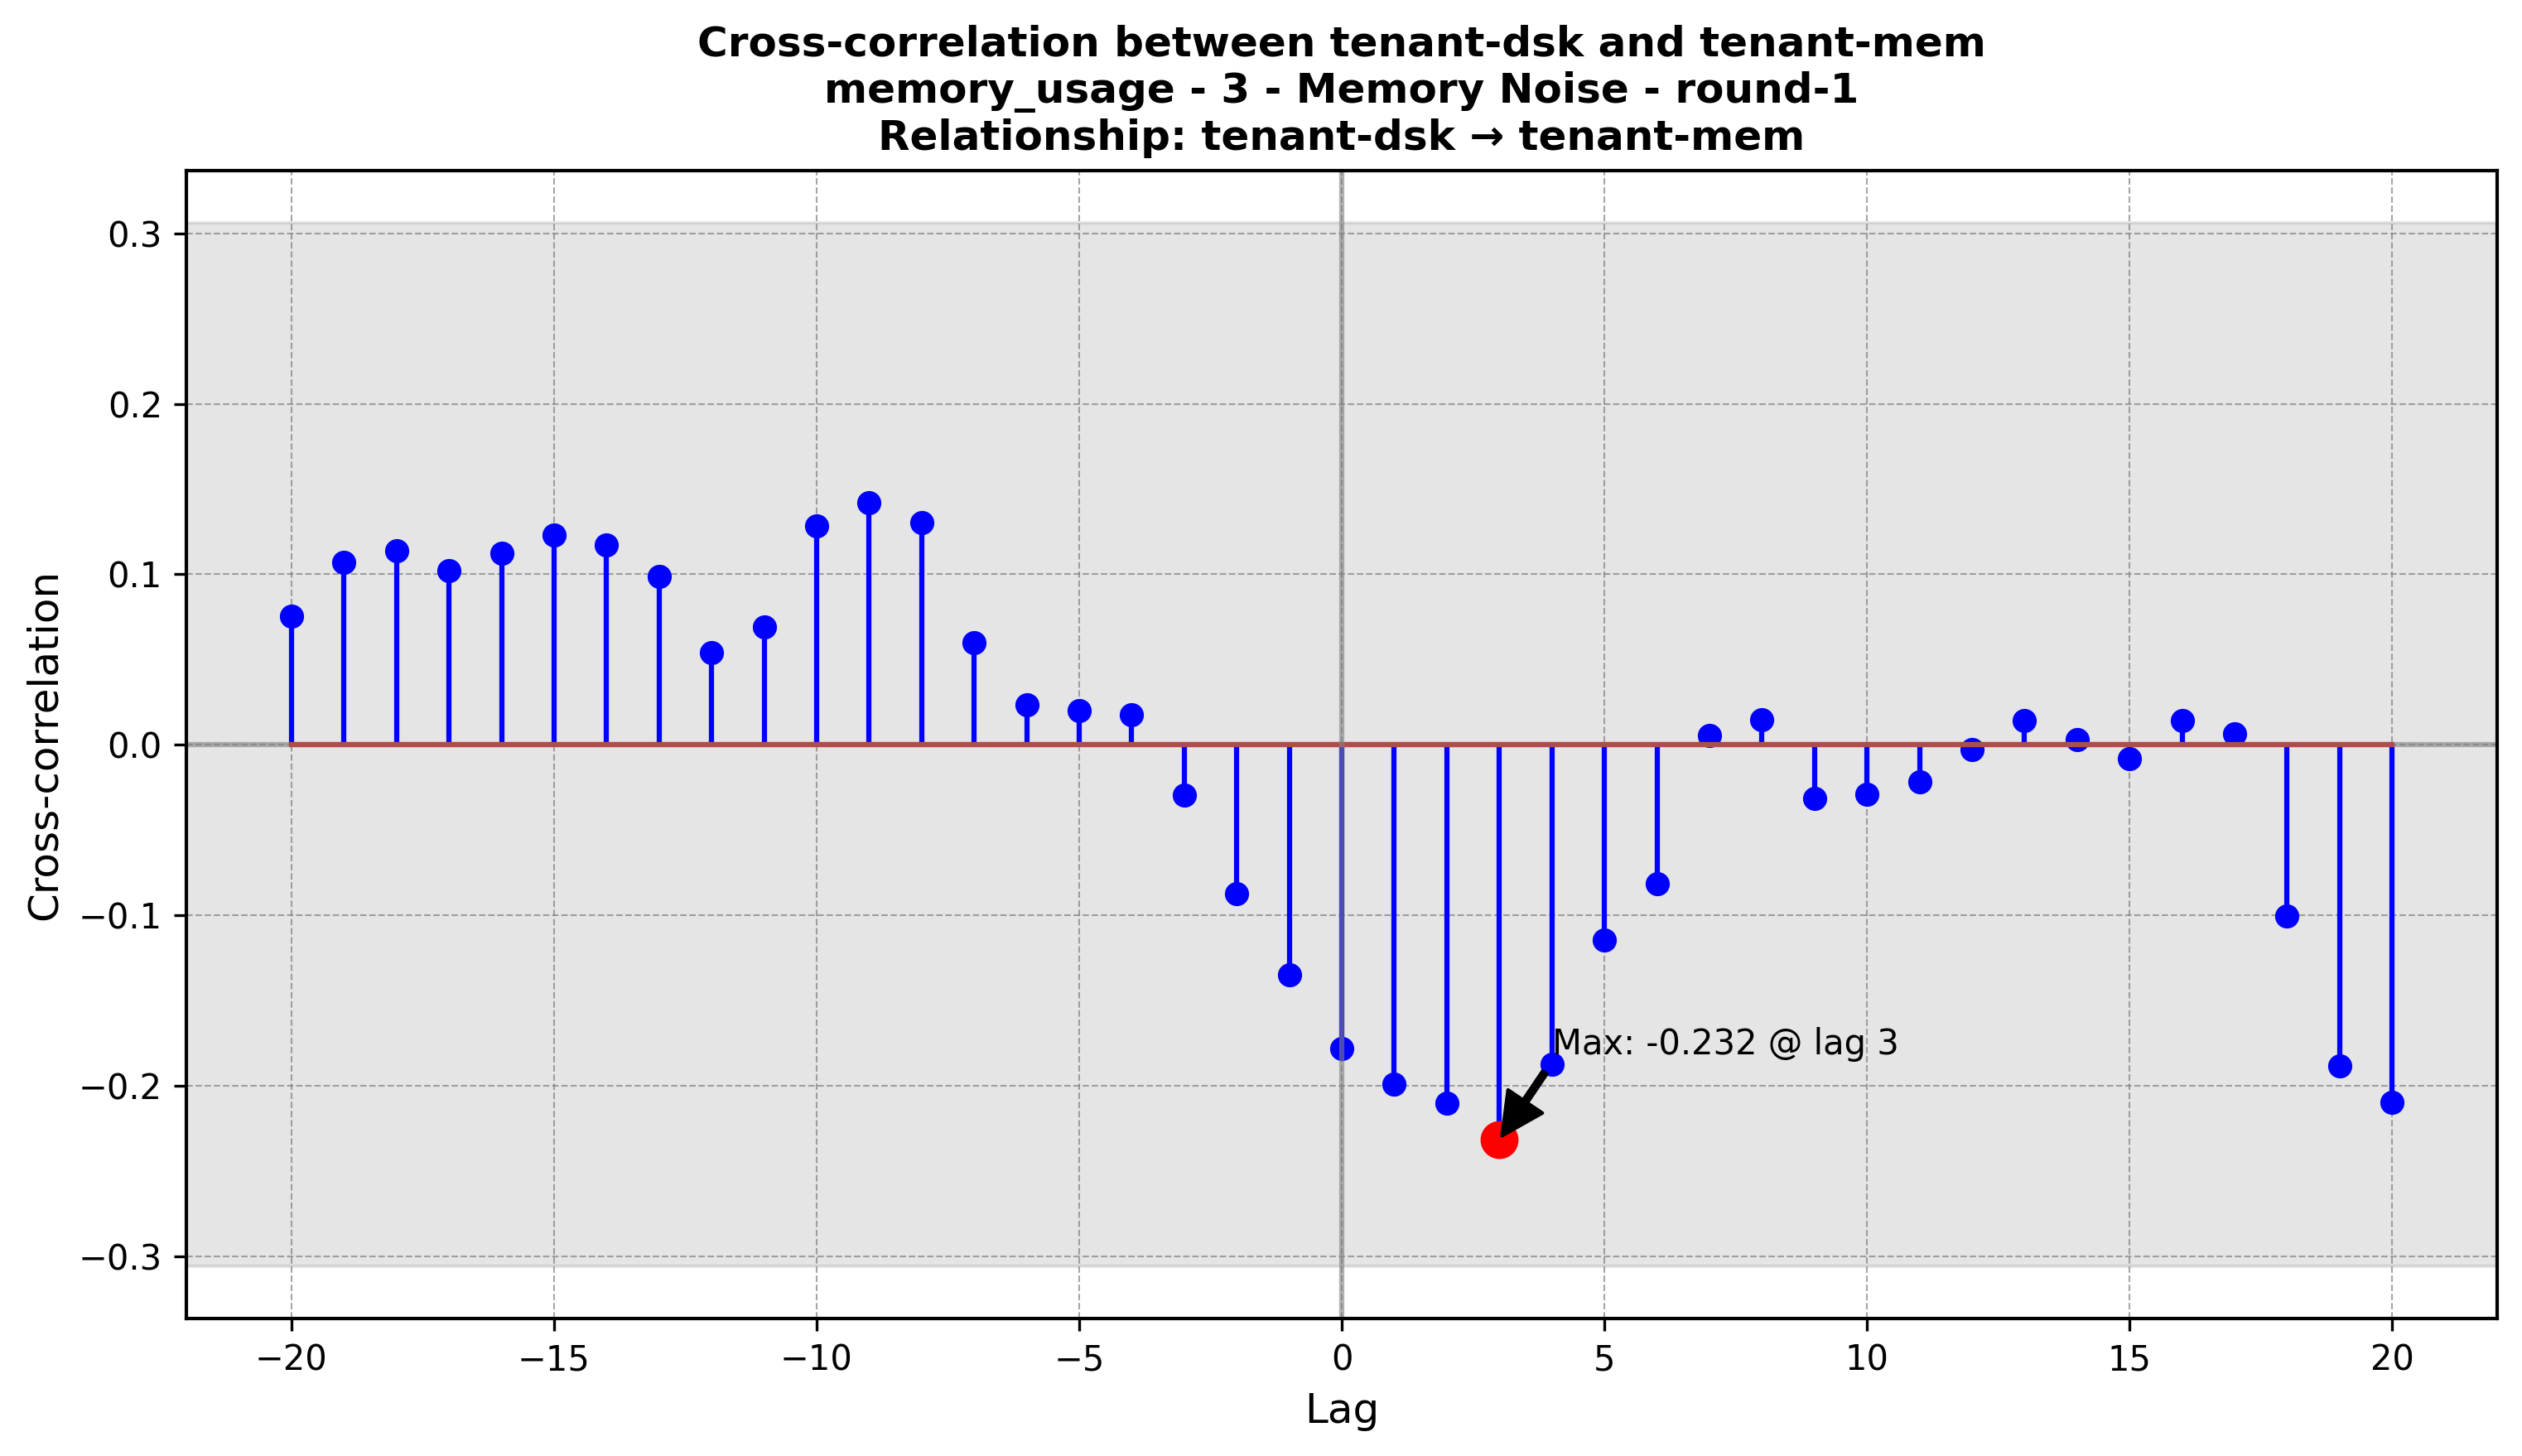 Cross-correlation between tenant-dsk and tenant-mem
memory_usage - 3 - Memory Noise - round-1
Relationship: tenant-dsk → tenant-mem
Cross-correlation
0.3
0.2
0.1
0.0
−0.1
−0.2
−0.3
Max: -0.232 @ lag 3
−20 −15 −10 −5 0 5 10 15 20
Lag